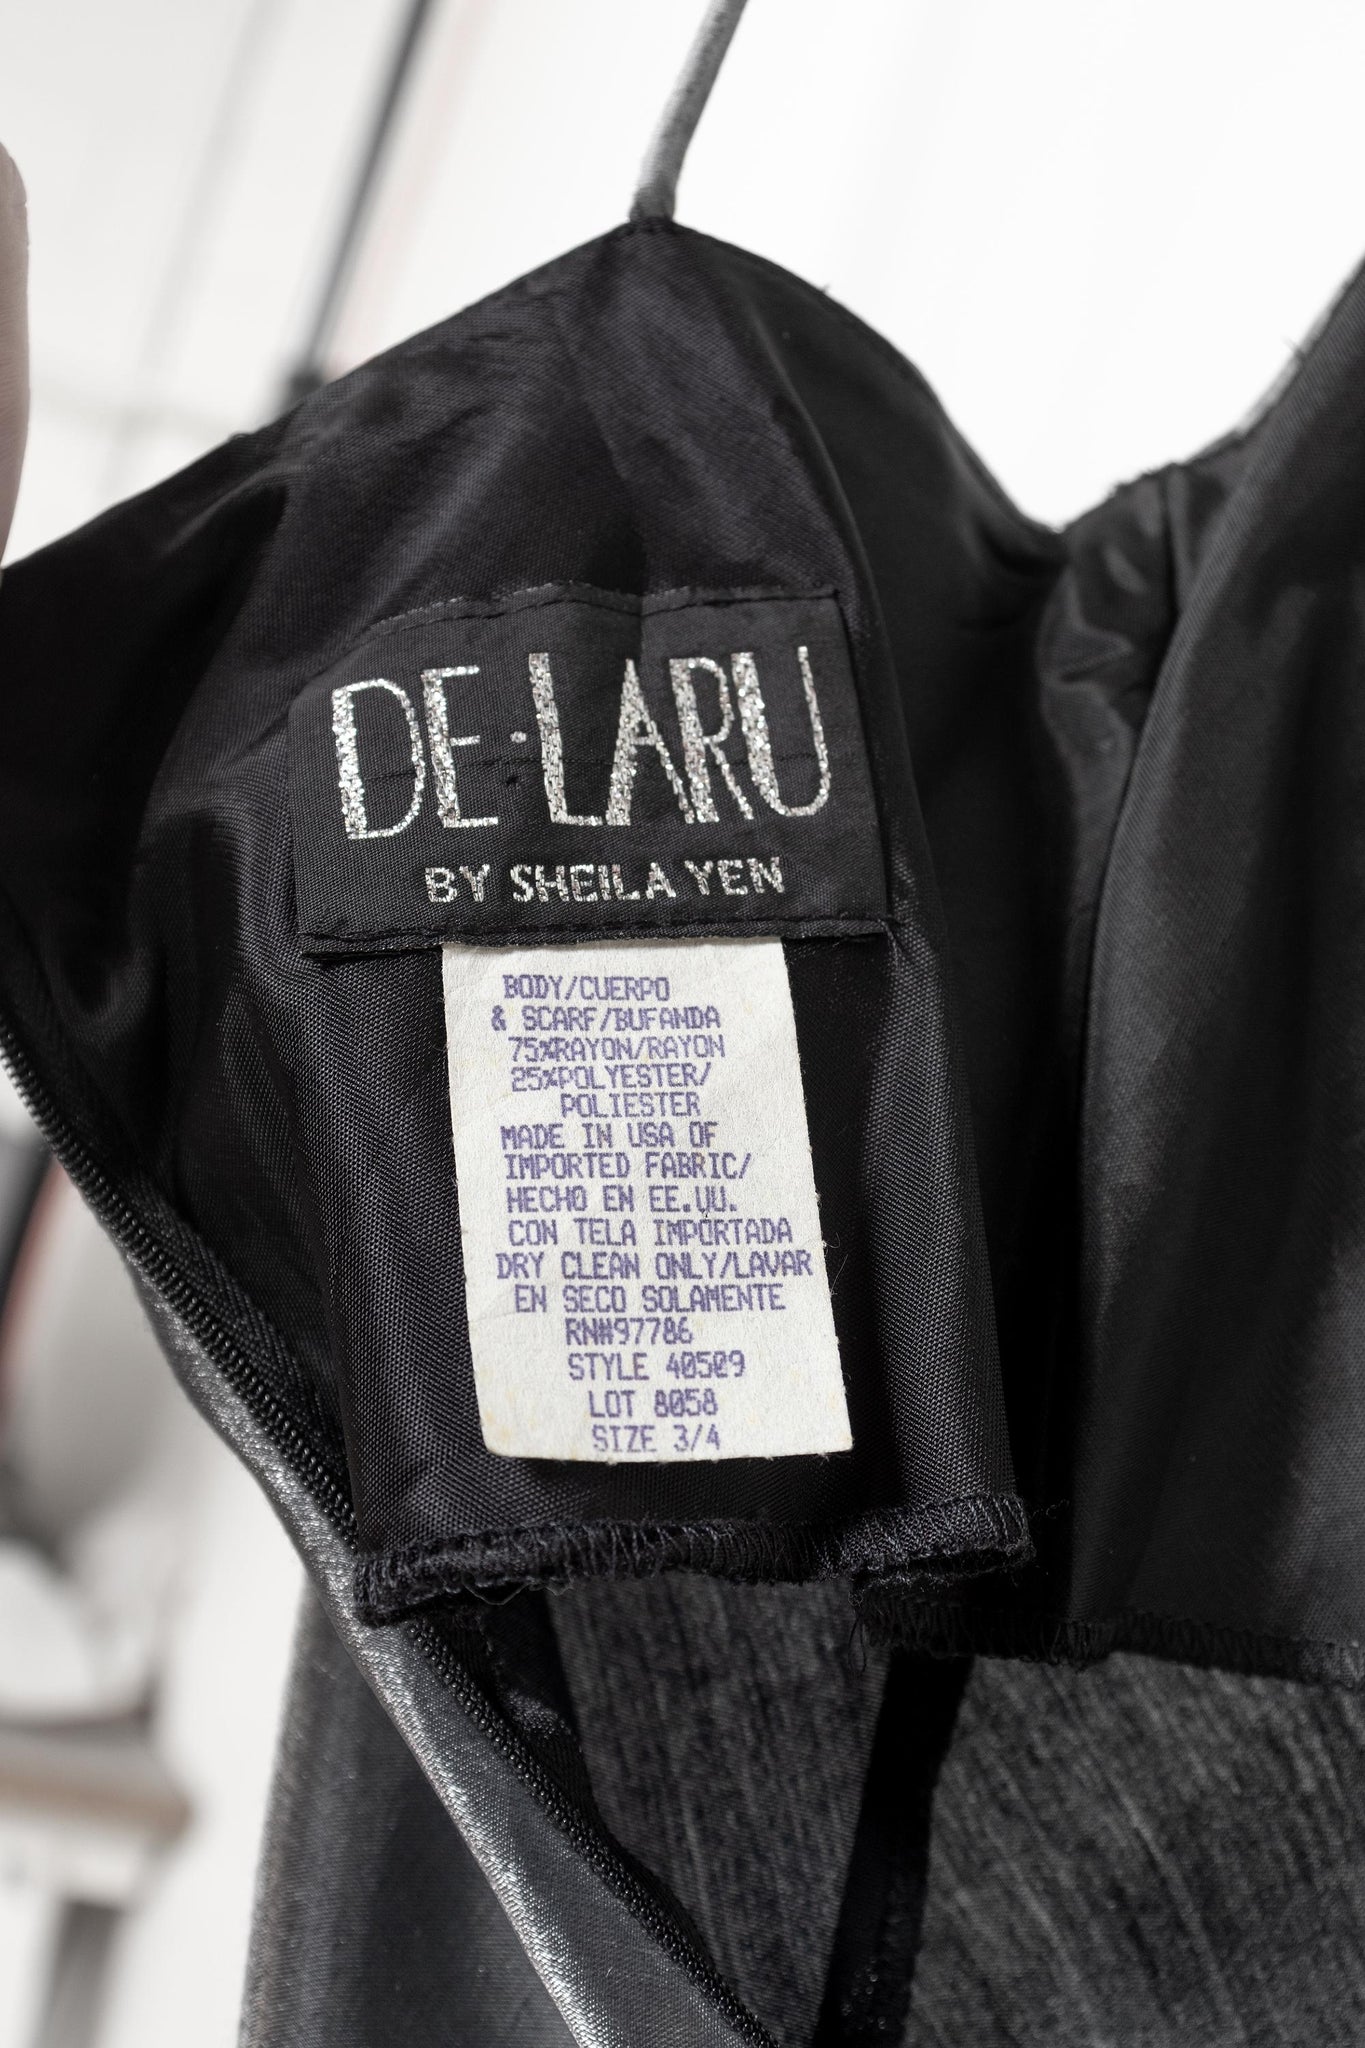 DE·LARU
BY SHEILA YEN
BODY/CUERPO
& SCARF/BUFANDA
75%RAYON/RAYON
25%POLYESTER/
POLIESTER
MADE IN USA OF
IMPORTED FABRIC/
HECHO EN EE.UU.
CON TELA IMPORTADA
DRY CLEAN ONLY/LAVAR
EN SECO SOLAMENTE
RN#97786
STYLE 40509
LOT 8058
SIZE 3/4